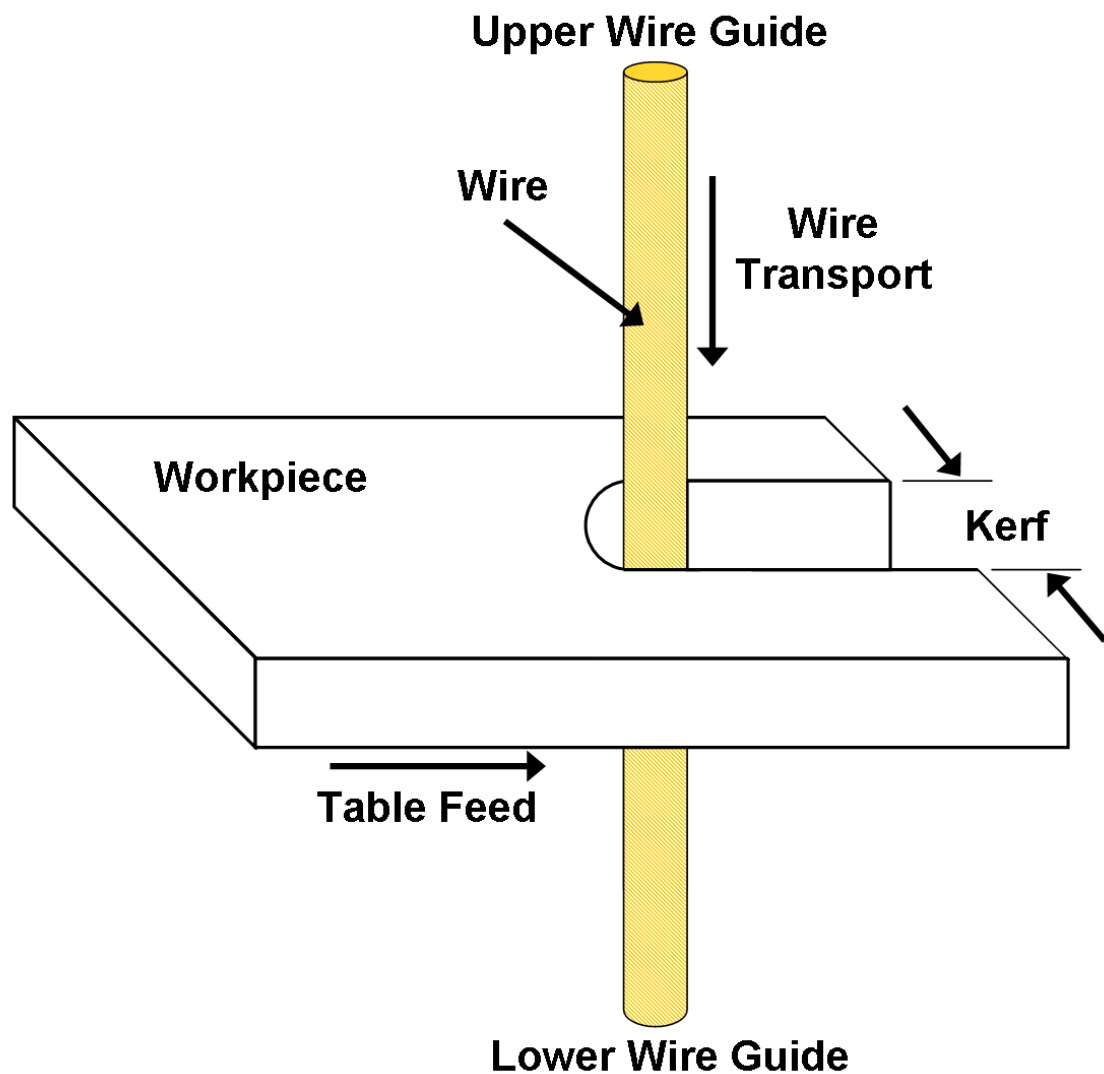 Upper Wire Guide
Wire
Wire
Transport
Workpiece
Kerf
Table Feed
Lower Wire Guide